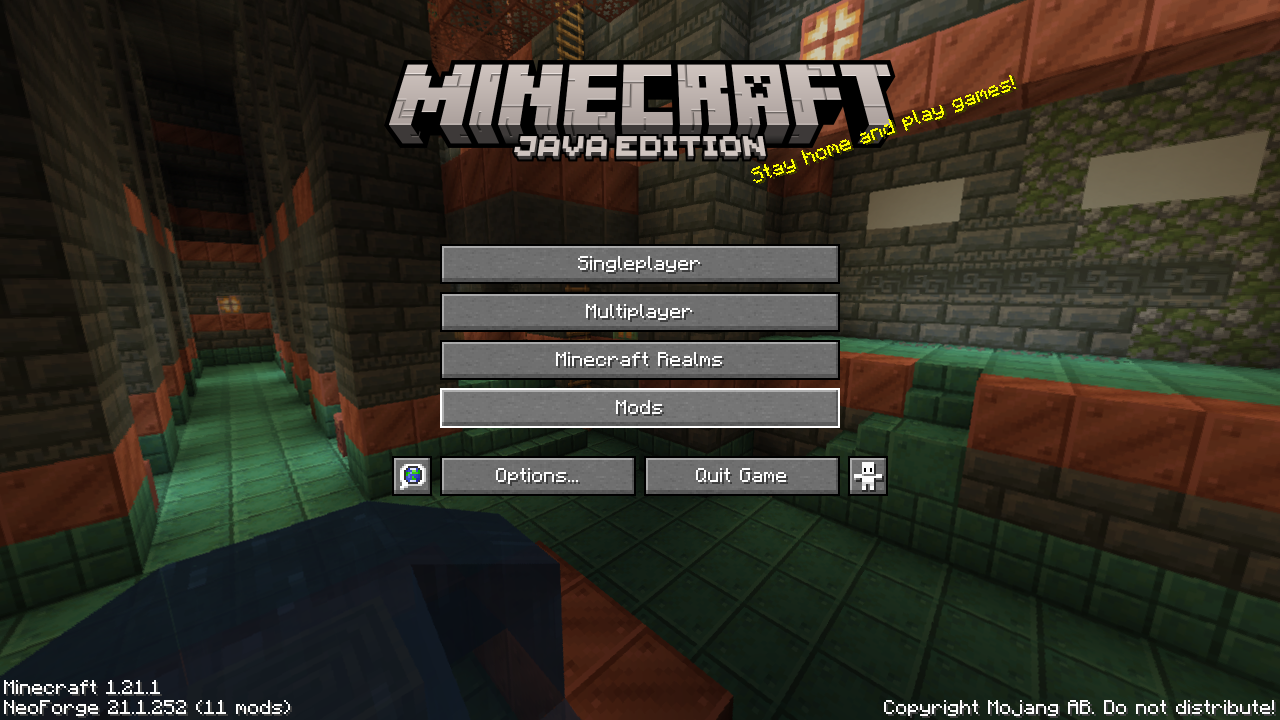 MINECRAFT
JAVA EDITION
Stay home and play games!
Singleplayer
Multiplayer
Minecraft Realms
Mods
Options...
Quit Game
Minecraft 1.21.1
NeoForge 21.1.252 (11 mods)
Copyright Mojang AB. Do not distribute!